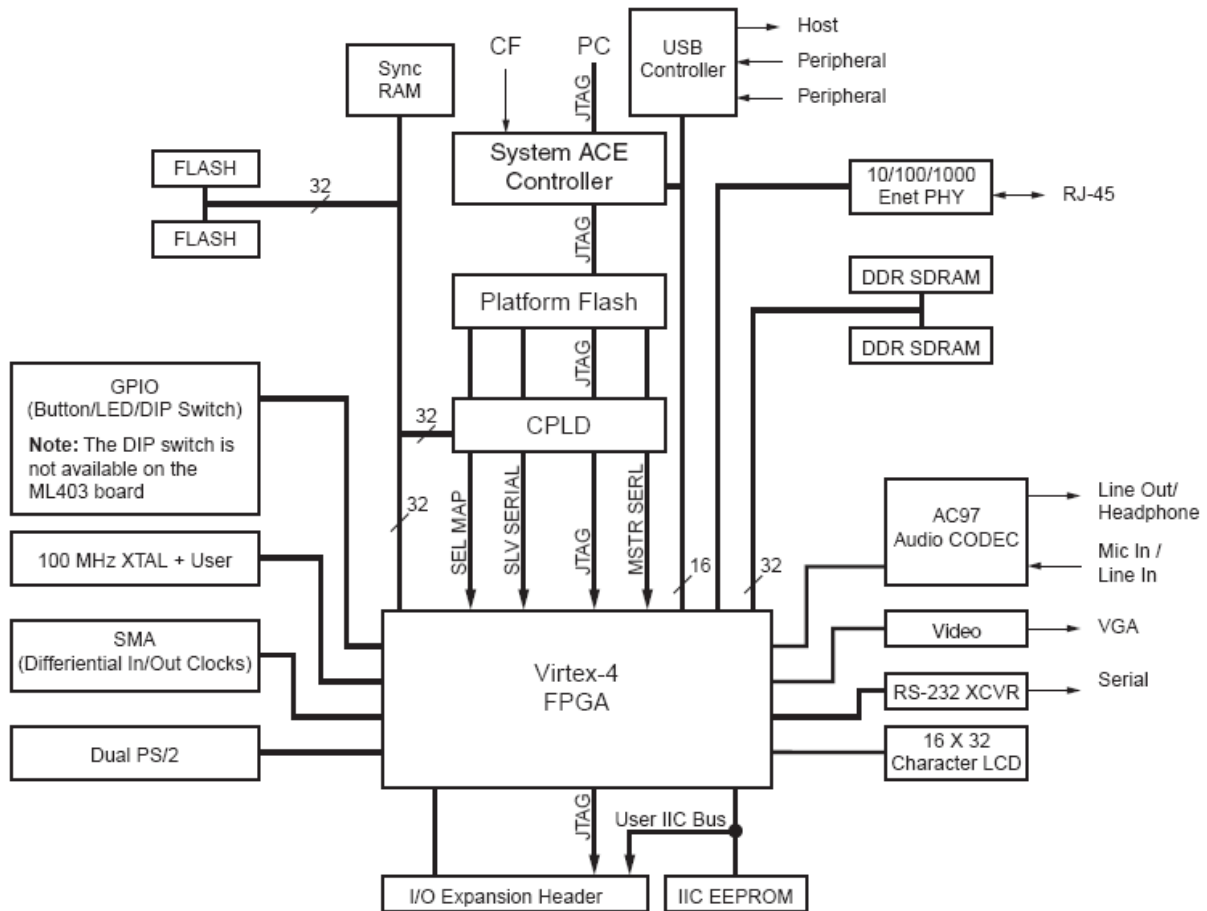 CF
PC
USB
Controller
Host
Peripheral
Peripheral
Sync
RAM
JTAG
System ACE
Controller
FLASH
FLASH
32
10/100/1000
Enet PHY
RJ-45
JTAG
DDR SDRAM
DDR SDRAM
Platform Flash
JTAG
GPIO
(Button/LED/DIP Switch)
Note: The DIP switch is
not available on the
ML403 board
32
CPLD
32
SEL MAP
SLV SERIAL
JTAG
MSTR SERL
16
32
AC97
Audio CODEC
Line Out/
Headphone
Mic In /
Line In
100 MHz XTAL + User
SMA
(Differiential In/Out Clocks)
Virtex-4
FPGA
Video
VGA
RS-232 XCVR
Serial
Dual PS/2
16 X 32
Character LCD
JTAG
User IIC Bus
I/O Expansion Header
IIC EEPROM